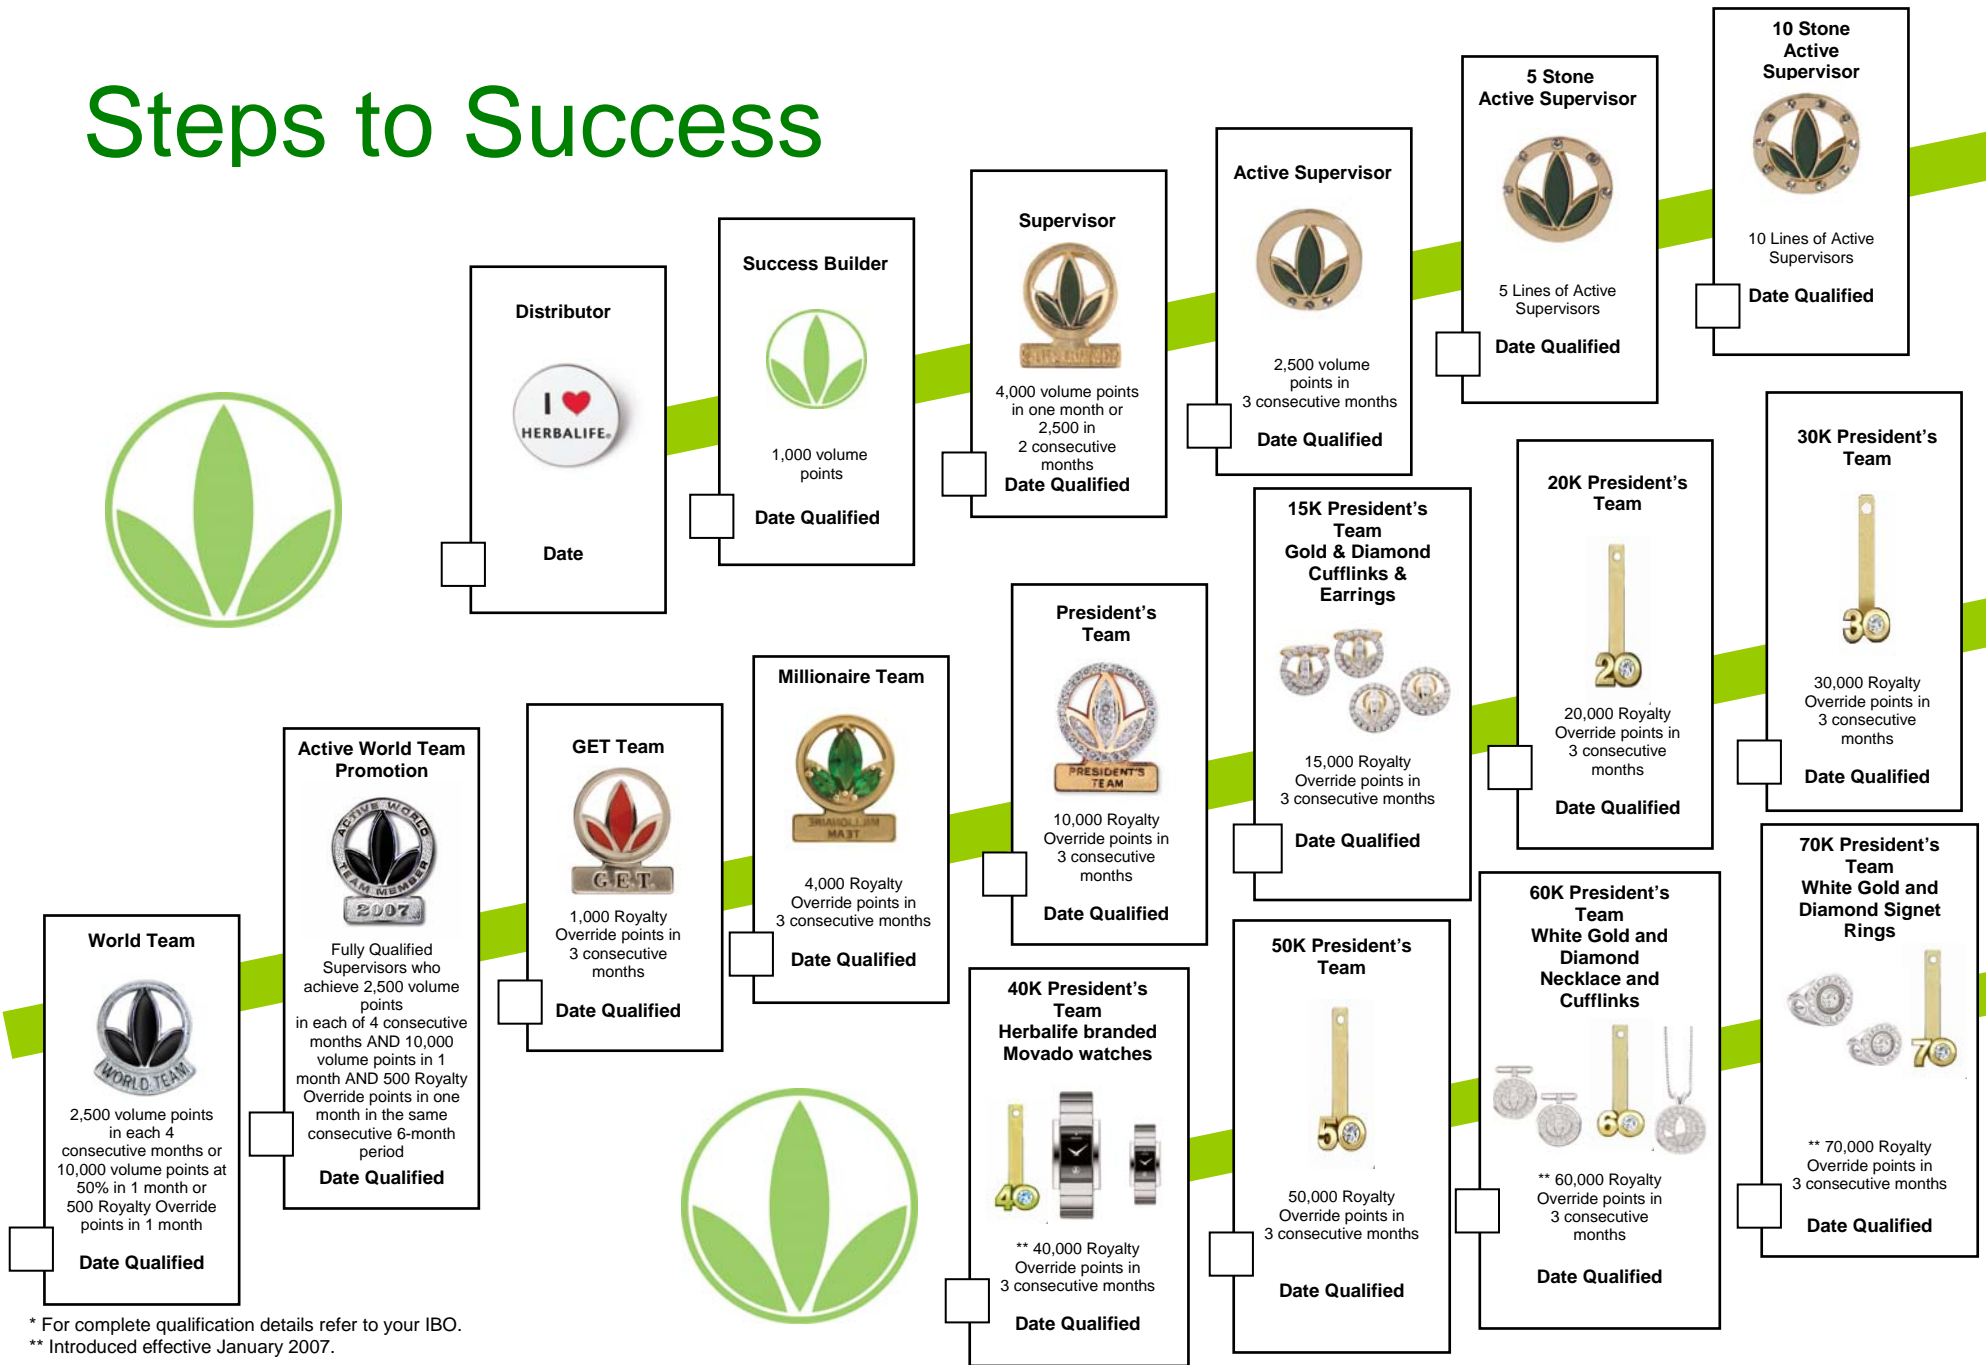 Steps to Success
Distributor
I
HERBALIFE®
Date
Success Builder
1,000 volume
points
Date Qualified
Supervisor
4,000 volume points
in one month or
2,500 in
2 consecutive
months
Date Qualified
Active Supervisor
2,500 volume
points in
3 consecutive months
Date Qualified
5 Stone
Active Supervisor
5 Lines of Active
Supervisors
Date Qualified
10 Stone
Active
Supervisor
10 Lines of Active
Supervisors
Date Qualified
World Team
WORLD TEAM
2,500 volume points
in each 4
consecutive months or
10,000 volume points at
50% in 1 month or
500 Royalty Override
points in 1 month
Date Qualified
Active World Team
Promotion
ACTIVE WORLD
TEAM MEMBER
2007
Fully Qualified
Supervisors who
achieve 2,500 volume
points
in each of 4 consecutive
months AND 10,000
volume points in 1
month AND 500 Royalty
Override points in one
month in the same
consecutive 6-month
period
Date Qualified
GET Team
G.E.T.
1,000 Royalty
Override points in
3 consecutive
months
Date Qualified
Millionaire Team
MILLIONAIRE
TEAM
4,000 Royalty
Override points in
3 consecutive months
Date Qualified
President's
Team
PRESIDENT'S
TEAM
10,000 Royalty
Override points in
3 consecutive
months
Date Qualified
15K President's
Team
Gold & Diamond
Cufflinks &
Earrings
15,000 Royalty
Override points in
3 consecutive months
Date Qualified
20K President's
Team
20
20,000 Royalty
Override points in
3 consecutive
months
Date Qualified
30K President's
Team
30
30,000 Royalty
Override points in
3 consecutive
months
Date Qualified
40K President's
Team
Herbalife branded
Movado watches
40
** 40,000 Royalty
Override points in
3 consecutive months
Date Qualified
50K President's
Team
50
50,000 Royalty
Override points in
3 consecutive months
Date Qualified
60K President's
Team
White Gold and
Diamond
Necklace and
Cufflinks
60
** 60,000 Royalty
Override points in
3 consecutive
months
Date Qualified
70K President's
Team
White Gold and
Diamond Signet
Rings
70
** 70,000 Royalty
Override points in
3 consecutive months
Date Qualified
* For complete qualification details refer to your IBO.
** Introduced effective January 2007.